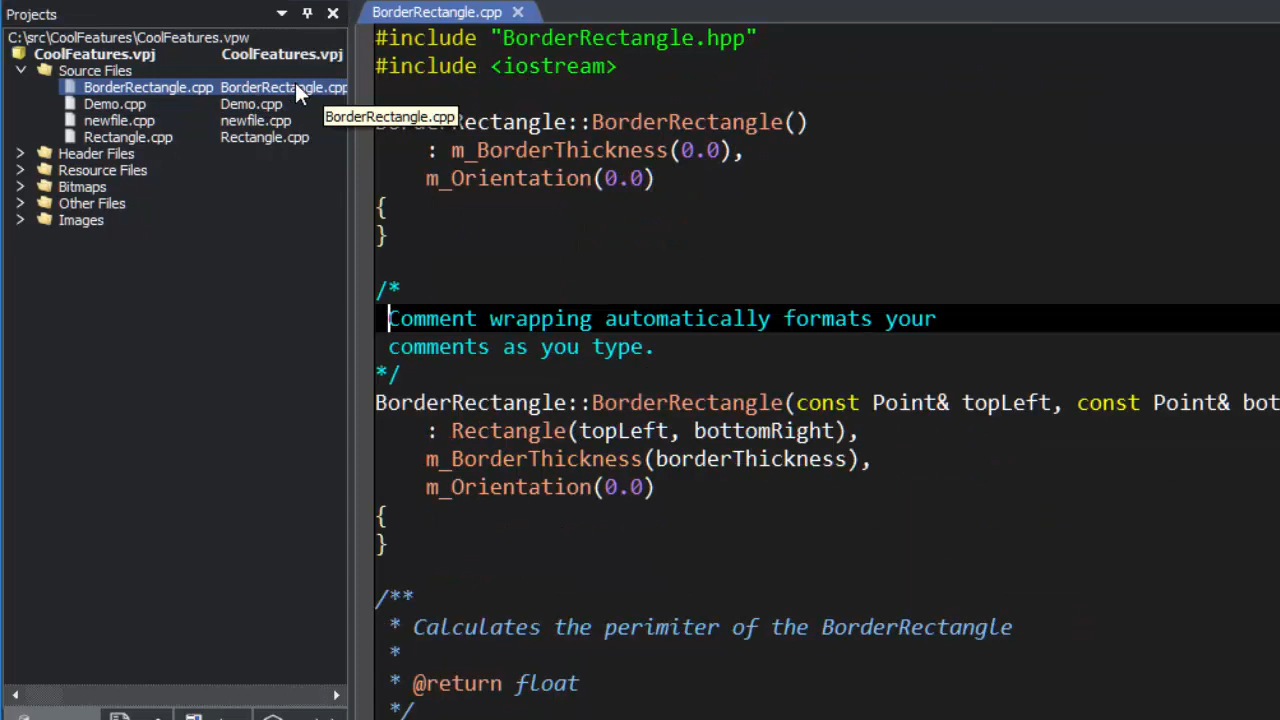 Projects
C:\src\CoolFeatures\CoolFeatures.vpw
CoolFeatures.vpj CoolFeatures.vpj
Source Files
BorderRectangle.cpp BorderRectangle.cpp
Demo.cpp Demo.cpp
newfile.cpp newfile.cpp
Rectangle.cpp Rectangle.cpp
Header Files
Resource Files
Bitmaps
Other Files
Images
BorderRectangle.cpp
BorderRectangle.cpp
#include "BorderRectangle.hpp"
#include <iostream>
BorderRectangle::BorderRectangle()
: m_BorderThickness(0.0),
m_Orientation(0.0)
{
}
/*
Comment wrapping automatically formats your
comments as you type.
*/
BorderRectangle::BorderRectangle(const Point& topLeft, const Point& bot
: Rectangle(topLeft, bottomRight),
m_BorderThickness(borderThickness),
m_Orientation(0.0)
{
}
/**
* Calculates the perimiter of the BorderRectangle
*
* @return float
*/